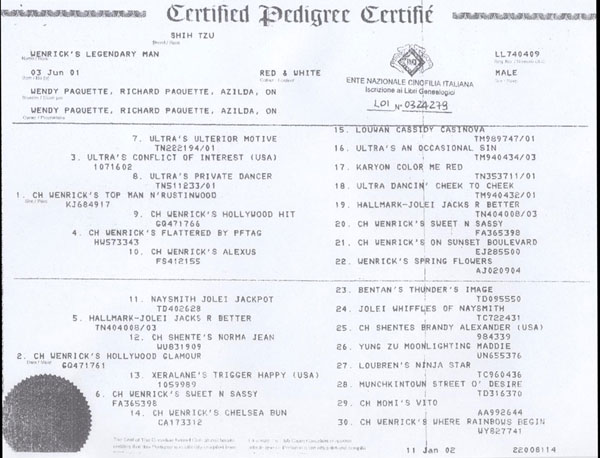 Certified Pedigree Certifié
SHIH TZU
WENRICK'S LEGENDARY MAN
LL740409
03 Jun 01
RED & WHITE
MALE
ENTE NAZIONALE CINOFILIA ITALIANA
Iscrizione ai Libri Genealogici
LOI N° 0324279
WENDY PAQUETTE, RICHARD PAQUETTE, AZILDA, ON
WENDY PAQUETTE, RICHARD PAQUETTE, AZILDA, ON
1. CH WENRICK'S TOP MAN N'RUSTINWOOD
KJ684917
3. ULTRA'S CONFLICT OF INTEREST (USA)
1071602
4. CH WENRICK'S FLATTERED BY PFTAG
HW573343
7. ULTRA'S ULTERIOR MOTIVE
TN222194/01
8. ULTRA'S PRIVATE DANCER
TN511233/01
9. CH WENRICK'S HOLLYWOOD HIT
GQ471766
10. CH WENRICK'S ALEXUS
FS412155
15. LOUWAN CASSIDY CASINOVA
TM989747/01
16. ULTRA'S AN OCCASIONAL SIN
TM940434/03
17. KARYON COLOR ME RED
TN353711/01
18. ULTRA DANCIN' CHEEK TO CHEEK
TM940432/01
19. HALLMARK-JOLEI JACKS R BETTER
TN404008/03
20. CH WENRICK'S SWEET N SASSY
FA365398
21. CH WENRICK'S ON SUNSET BOULEVARD
EJ285500
22. WENRICK'S SPRING FLOWERS
AJ020904
2. CH WENRICK'S HOLLYWOOD GLAMOUR
GQ471761
5. HALLMARK-JOLEI JACKS R BETTER
TN404008/03
6. CH WENRICK'S SWEET N SASSY
FA365398
11. NAYSMITH JOLEI JACKPOT
TD402628
12. CH SHENTE'S NORMA JEAN
WU831909
13. XERALANE'S TRIGGER HAPPY (USA)
1059989
14. CH WENRICK'S CHELSEA BUN
CA173312
23. BENTAN'S THUNDER'S IMAGE
TD095550
24. JOLEI WHIFFLES OF NAYSMITH
TC722431
25. CH SHENTES BRANDY ALEXANDER (USA)
984339
26. YUNG ZU MOONLIGHTING MADDIE
UN655376
27. LOUBREN'S NINJA STAR
TC960436
28. MUNCHKINTOWN STREET O' DESIRE
TD316370
29. CH MOMI'S VITO
AA992644
30. CH WENRICK'S WHERE RAINBOWS BEGIN
WY827741
11 Jan 02
22008114